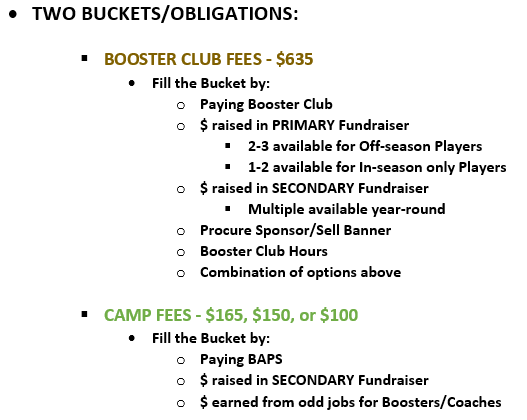 • TWO BUCKETS/OBLIGATIONS:
▪ BOOSTER CLUB FEES - $635
• Fill the Bucket by:
o Paying Booster Club
o $ raised in PRIMARY Fundraiser
▪ 2-3 available for Off-season Players
▪ 1-2 available for In-season only Players
o $ raised in SECONDARY Fundraiser
▪ Multiple available year-round
o Procure Sponsor/Sell Banner
o Booster Club Hours
o Combination of options above
▪ CAMP FEES - $165, $150, or $100
• Fill the Bucket by:
o Paying BAPS
o $ raised in SECONDARY Fundraiser
o $ earned from odd jobs for Boosters/Coaches